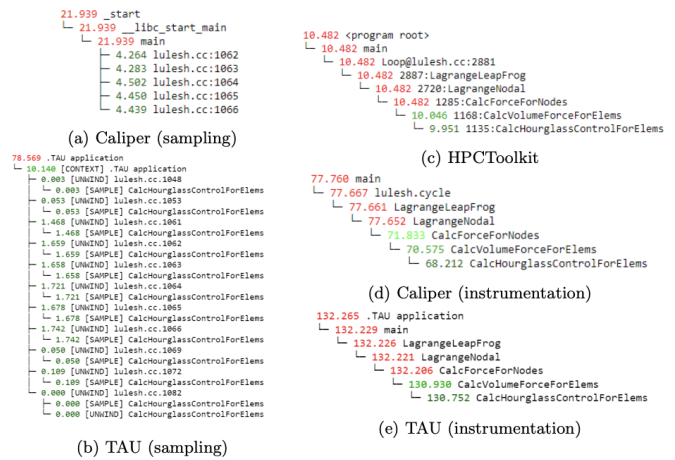 21.939 _start
└─ 21.939 __libc_start_main
└─ 21.939 main
├─ 4.264 lulesh.cc:1062
├─ 4.283 lulesh.cc:1063
├─ 4.502 lulesh.cc:1064
├─ 4.450 lulesh.cc:1065
└─ 4.439 lulesh.cc:1066
(a) Caliper (sampling)
78.569 .TAU application
└─ 10.140 [CONTEXT] .TAU application
├─ 0.003 [UNWIND] lulesh.cc.1048
│ └─ 0.003 [SAMPLE] CalcHourglassControlForElems
├─ 0.053 [UNWIND] lulesh.cc.1053
│ └─ 0.053 [SAMPLE] CalcHourglassControlForElems
├─ 1.468 [UNWIND] lulesh.cc.1061
│ └─ 1.468 [SAMPLE] CalcHourglassControlForElems
├─ 1.659 [UNWIND] lulesh.cc.1062
│ └─ 1.659 [SAMPLE] CalcHourglassControlForElems
├─ 1.658 [UNWIND] lulesh.cc.1063
│ └─ 1.658 [SAMPLE] CalcHourglassControlForElems
├─ 1.721 [UNWIND] lulesh.cc.1064
│ └─ 1.721 [SAMPLE] CalcHourglassControlForElems
├─ 1.678 [UNWIND] lulesh.cc.1065
│ └─ 1.678 [SAMPLE] CalcHourglassControlForElems
├─ 1.742 [UNWIND] lulesh.cc.1066
│ └─ 1.742 [SAMPLE] CalcHourglassControlForElems
├─ 0.050 [UNWIND] lulesh.cc.1069
│ └─ 0.050 [SAMPLE] CalcHourglassControlForElems
├─ 0.109 [UNWIND] lulesh.cc.1072
│ └─ 0.109 [SAMPLE] CalcHourglassControlForElems
└─ 0.000 [UNWIND] lulesh.cc.1082
├─ 0.000 [SAMPLE] CalcHourglassControlForElems
└─ 0.000 [UNWIND] CalcHourglassControlForElems
(b) TAU (sampling)
10.482 <program root>
└─ 10.482 main
└─ 10.482 Loop@lulesh.cc:2881
└─ 10.482 2887:LagrangeLeapFrog
└─ 10.482 2720:LagrangeNodal
└─ 10.482 1285:CalcForceForNodes
└─ 10.046 1168:CalcVolumeForceForElems
└─ 9.951 1135:CalcHourglassControlForElems
(c) HPCToolkit
77.760 main
└─ 77.667 lulesh.cycle
└─ 77.661 LagrangeLeapFrog
└─ 77.652 LagrangeNodal
└─ 71.833 CalcForceForNodes
└─ 70.575 CalcVolumeForceForElems
└─ 68.212 CalcHourglassControlForElems
(d) Caliper (instrumentation)
132.265 .TAU application
└─ 132.229 main
└─ 132.226 LagrangeLeapFrog
└─ 132.221 LagrangeNodal
└─ 132.206 CalcForceForNodes
└─ 130.930 CalcVolumeForceForElems
└─ 130.752 CalcHourglassControlForElems
(e) TAU (instrumentation)